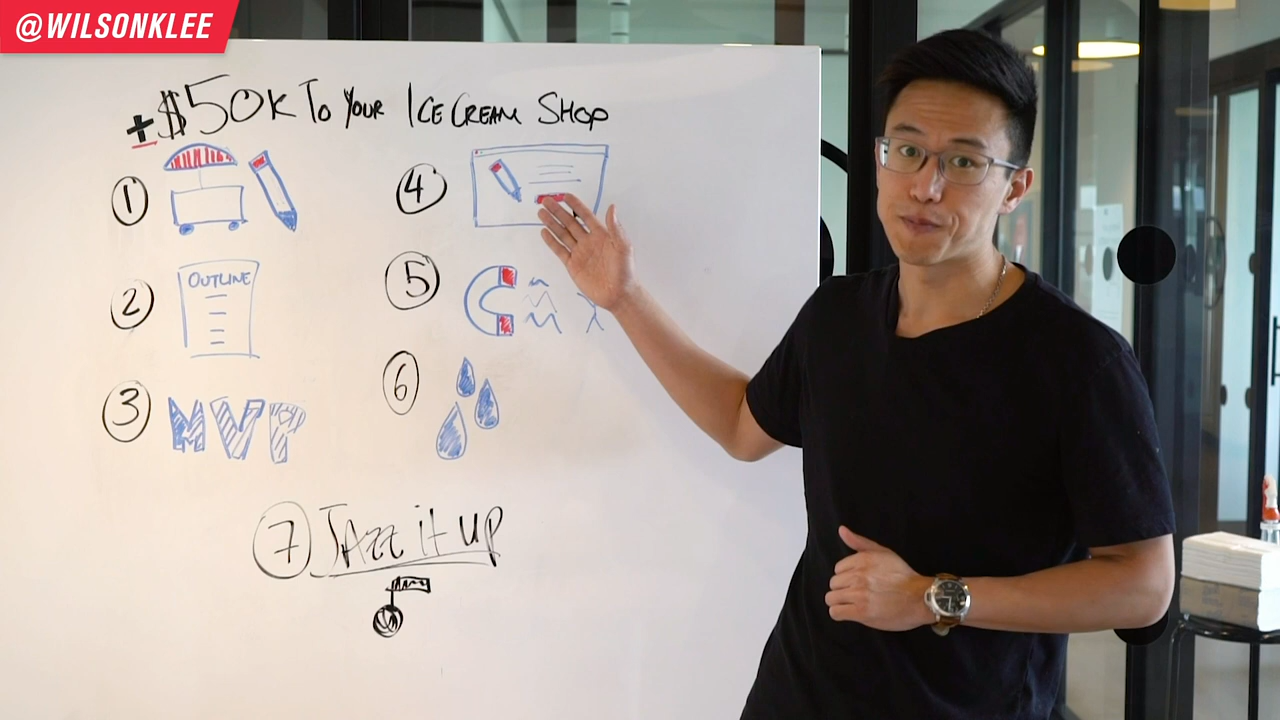 @WILSONKLEE
+$50K TO YOUR ICE CREAM SHOP
1
2
OUTLINE
3
MVP
4
5
6
7 JAZZ it UP